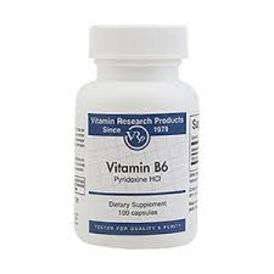 Vitamin Research Products
Since VRP 1979
Vitamin B6
Pyridoxine HCl
Dietary Supplement
100 capsules
TESTED FOR QUALITY & PURITY